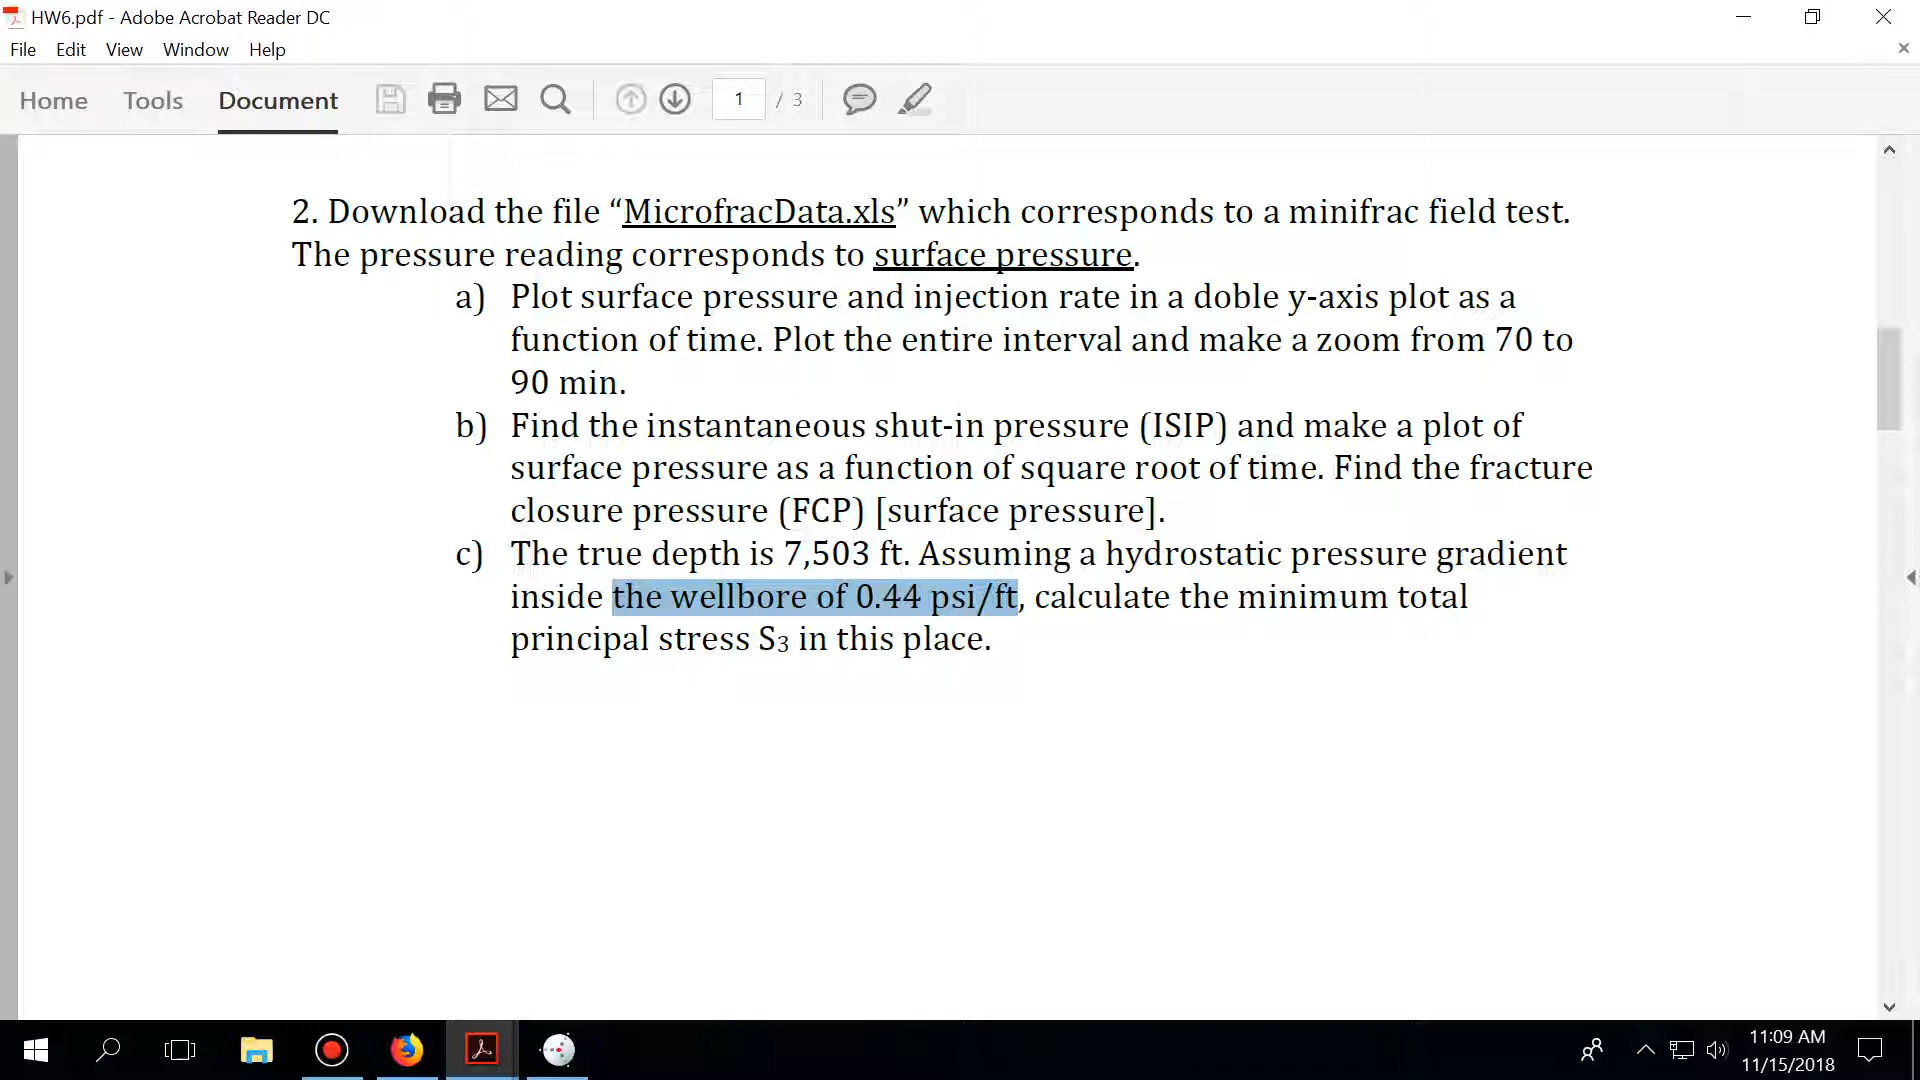 HW6.pdf - Adobe Acrobat Reader DC
File Edit View Window Help
Home Tools Document 1 / 3
2. Download the file “MicrofracData.xls” which corresponds to a minifrac field test.
The pressure reading corresponds to surface pressure.
a) Plot surface pressure and injection rate in a doble y-axis plot as a
function of time. Plot the entire interval and make a zoom from 70 to
90 min.
b) Find the instantaneous shut-in pressure (ISIP) and make a plot of
surface pressure as a function of square root of time. Find the fracture
closure pressure (FCP) [surface pressure].
c) The true depth is 7,503 ft. Assuming a hydrostatic pressure gradient
inside the wellbore of 0.44 psi/ft, calculate the minimum total
principal stress S3 in this place.
11:09 AM
11/15/2018